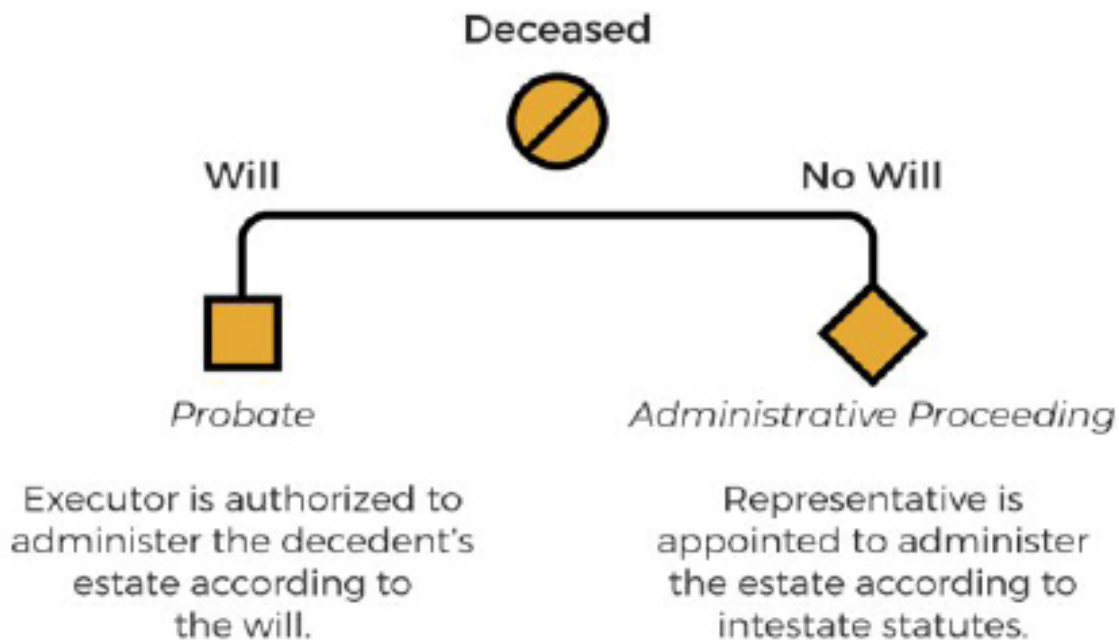 Deceased
Will
No Will
Probate
Administrative Proceeding
Executor is authorized to
administer the decedent's
estate according to
the will.
Representative is
appointed to administer
the estate according to
intestate statutes.